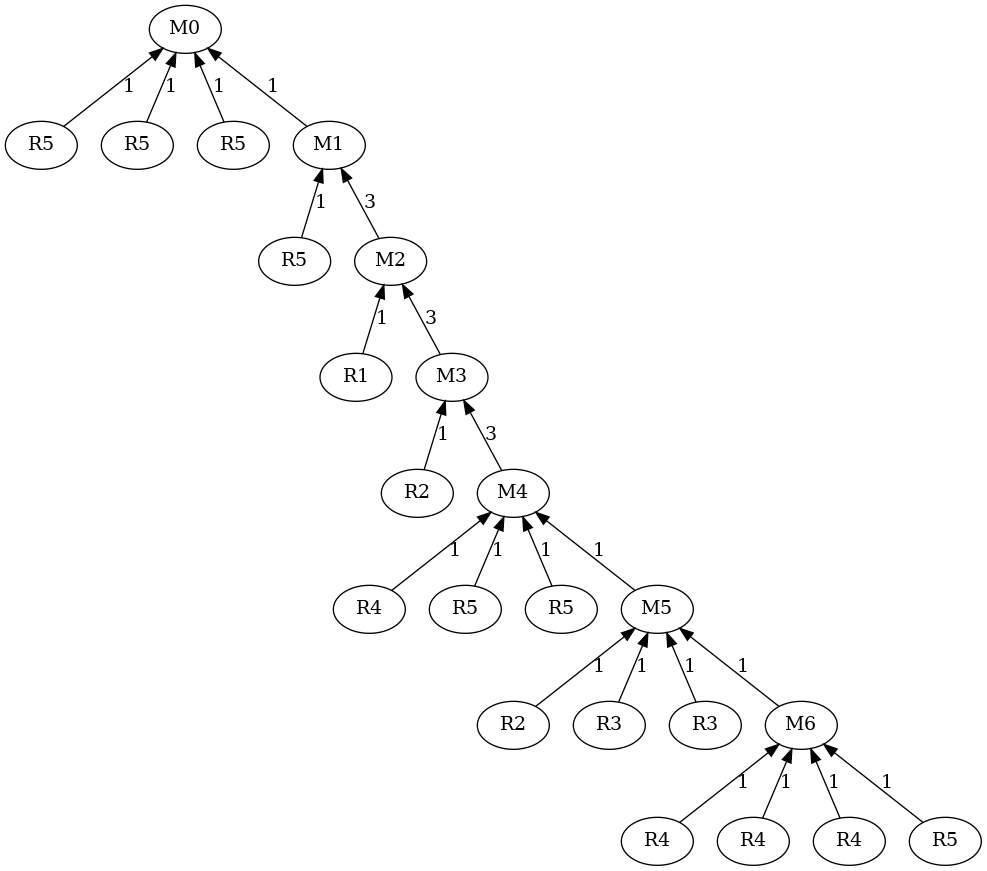 M0
1 1 1 1
R5 R5 R5 M1
1 3
R5 M2
1 3
R1 M3
1 3
R2 M4
1 1 1 1
R4 R5 R5 M5
1 1 1 1
R2 R3 R3 M6
1 1 1 1
R4 R4 R4 R5